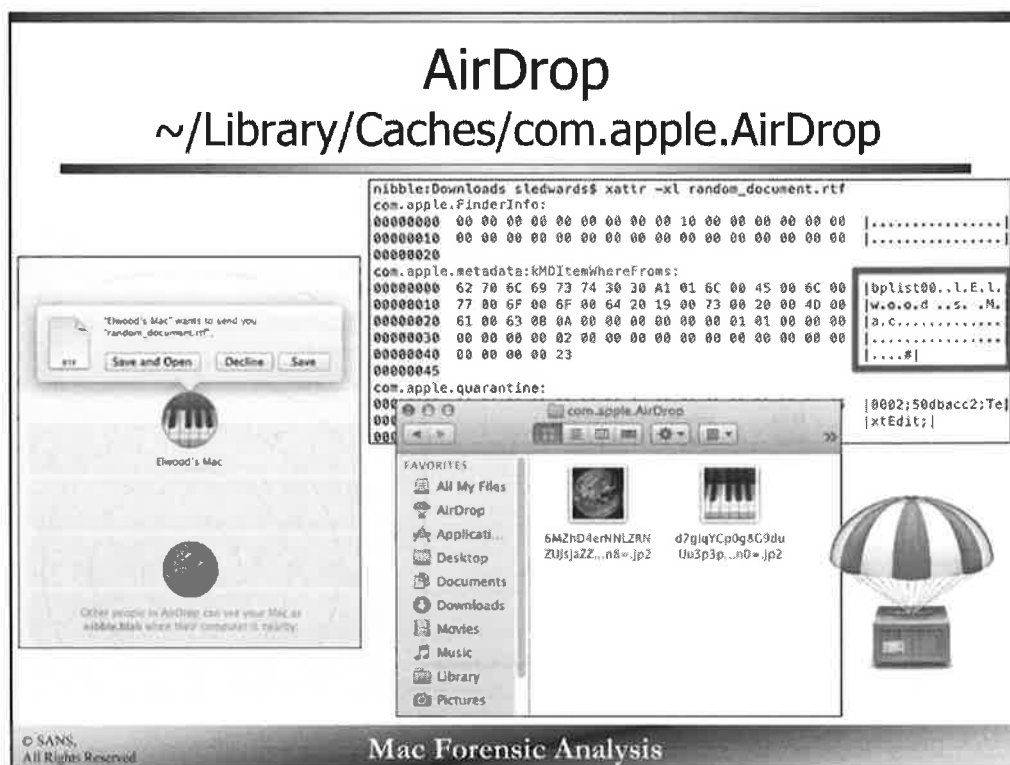 AirDrop
~/Library/Caches/com.apple.AirDrop
nibble:Downloads sledwards$ xattr -xl random_document.rtf
com.apple.FinderInfo:
00000000 00 00 00 00 00 00 00 00 10 00 00 00 00 00 00 00 |................|
00000010 00 00 00 00 00 00 00 00 00 00 00 00 00 00 00 00 |................|
00000020
com.apple.metadata:kMDItemWhereFroms:
00000000 62 70 6C 69 73 74 30 30 A1 01 6C 00 45 00 6C 00 |bplist00..l.E.l.|
00000010 77 00 6F 00 6F 00 64 20 19 00 73 00 20 00 4D 00 |w.o.o.d ..s. .M.|
00000020 61 00 63 08 0A 00 00 00 00 00 00 01 01 00 00 00 |a.c.............|
00000030 00 00 00 00 02 00 00 00 00 00 00 00 00 00 00 00 |................|
00000040 00 00 00 00 23 |....#|
00000045
com.apple.quarantine:
|0002;50dbacc2;Te|
|xtEdit;|
"Elwood's Mac" wants to send you
"random_document.rtf".
RTF
Save and Open
Decline
Save
Elwood's Mac
Other people in AirDrop can see your Mac as
nibble.blah when their computer is nearby.
com.apple.AirDrop
FAVORITES
All My Files
AirDrop
Applicati...
Desktop
Documents
Downloads
Movies
Music
Library
Pictures
6MZhD4erNNLZRN
ZUJsjaZZ...n8=.jp2
d7glqYCp0g8G9du
Uu3p3p...n0=.jp2
© SANS,
All Rights Reserved
Mac Forensic Analysis